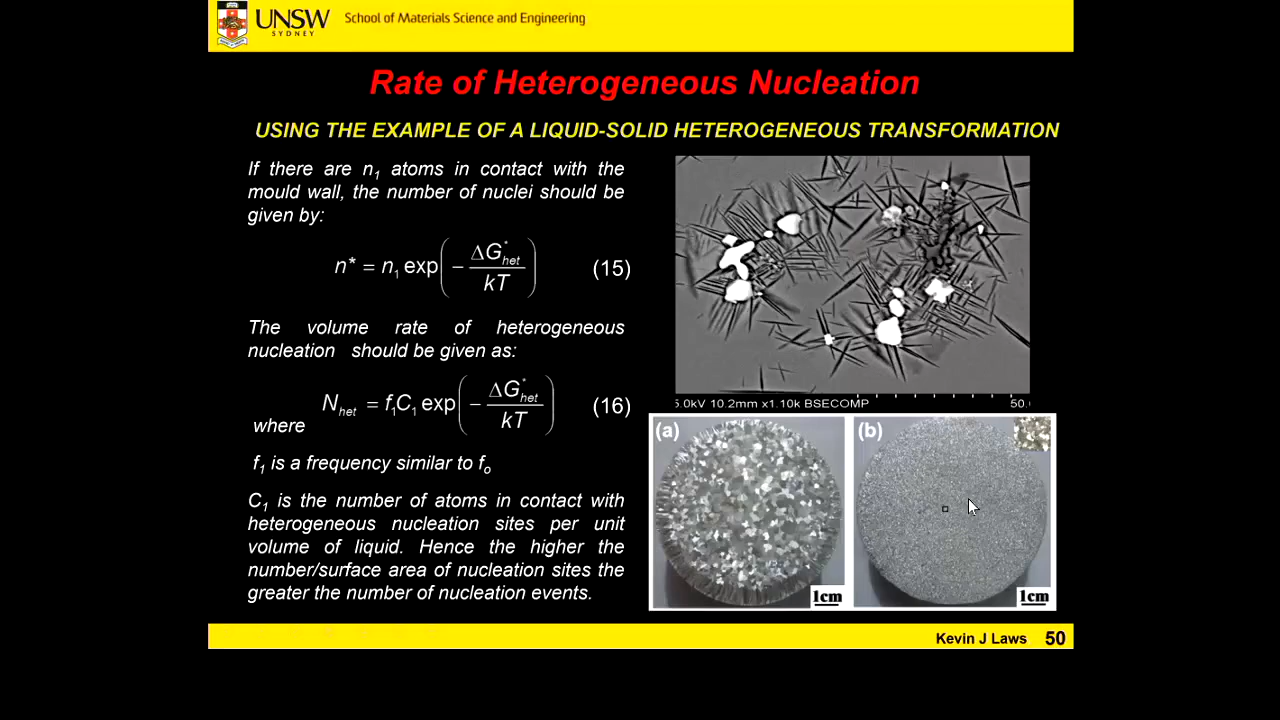 UNSW
SYDNEY
School of Materials Science and Engineering
Rate of Heterogeneous Nucleation
USING THE EXAMPLE OF A LIQUID-SOLID HETEROGENEOUS TRANSFORMATION
If there are n₁ atoms in contact with the
mould wall, the number of nuclei should be
given by:
n* = n₁ exp(−ΔG*het / kT) (15)
The volume rate of heterogeneous
nucleation should be given as:
Nhet = f₁C₁ exp(−ΔG*het / kT) (16)
where
f₁ is a frequency similar to fₒ
C₁ is the number of atoms in contact with
heterogeneous nucleation sites per unit
volume of liquid. Hence the higher the
number/surface area of nucleation sites the
greater the number of nucleation events.
5.0kV 10.2mm x1.10k BSECOMP 50.
(a)
1cm
(b)
1cm
Kevin J Laws 50